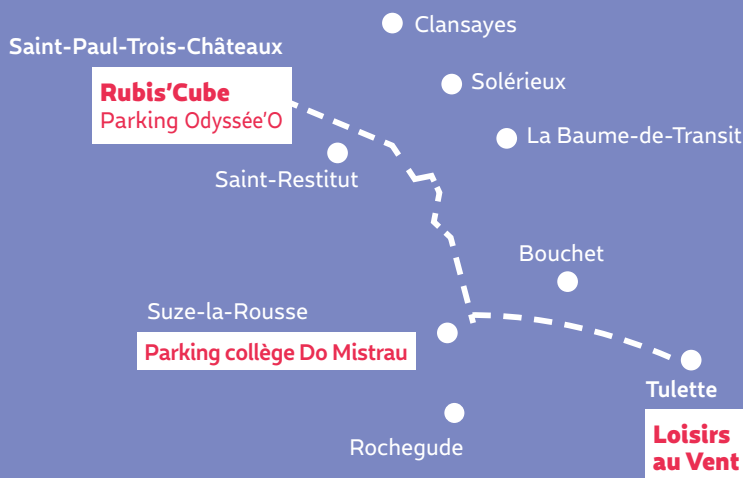 Clansayes
Saint-Paul-Trois-Châteaux
Rubis'Cube
Parking Odyssée'O
Solérieux
La Baume-de-Transit
Saint-Restitut
Bouchet
Suze-la-Rousse
Parking collège Do Mistrau
Tulette
Loisirs
au Vent
Rochegude